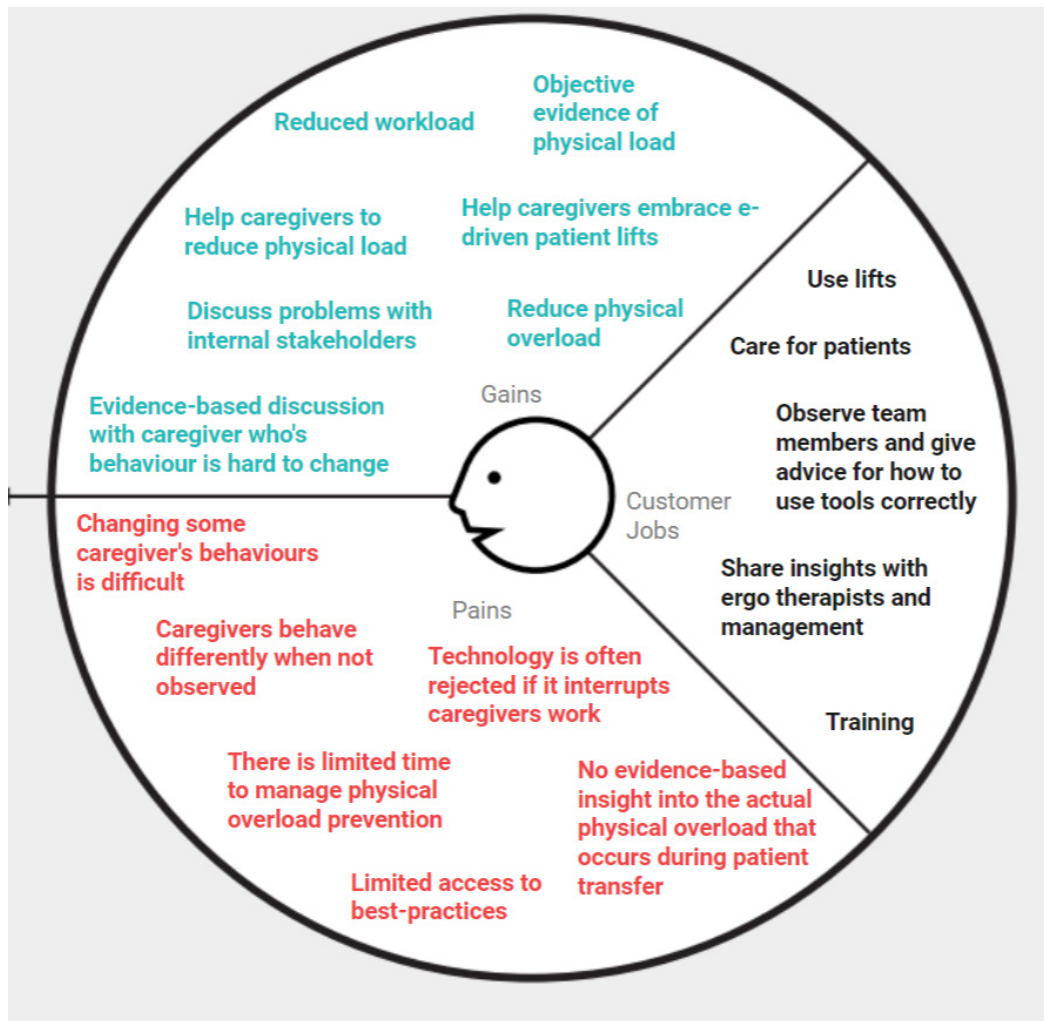 Reduced workload
Objective
evidence of
physical load
Help caregivers to
reduce physical load
Help caregivers embrace e-
driven patient lifts
Discuss problems with
internal stakeholders
Reduce physical
overload
Evidence-based discussion
with caregiver who's
behaviour is hard to change
Gains
Use lifts
Care for patients
Observe team
members and give
advice for how to
use tools correctly
Customer
Jobs
Share insights with
ergo therapists and
management
Training
Pains
Changing some
caregiver's behaviours
is difficult
Caregivers behave
differently when not
observed
Technology is often
rejected if it interrupts
caregivers work
There is limited time
to manage physical
overload prevention
No evidence-based
insight into the actual
physical overload that
occurs during patient
transfer
Limited access to
best-practices